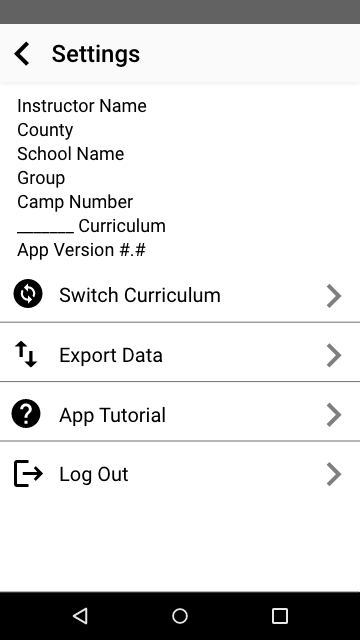 Settings
Instructor Name
County
School Name
Group
Camp Number
_______ Curriculum
App Version #.#
Switch Curriculum
Export Data
App Tutorial
Log Out